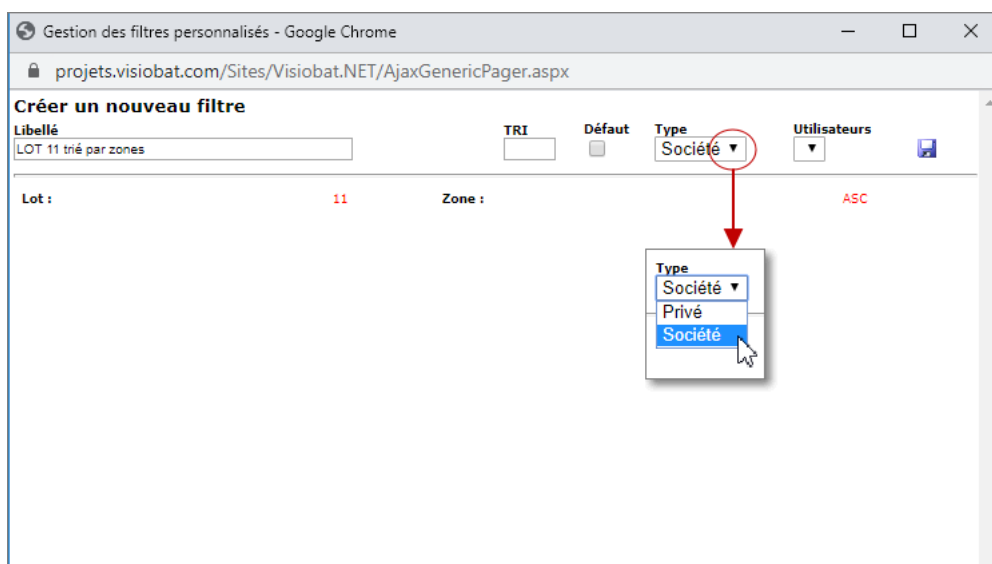 Gestion des filtres personnalisés - Google Chrome
projets.visiobat.com/Sites/Visiobat.NET/AjaxGenericPager.aspx
Créer un nouveau filtre
Libellé TRI Défaut Type Utilisateurs
LOT 11 trié par zones Société
Lot : 11 Zone : ASC
Type
Société
Privé
Société